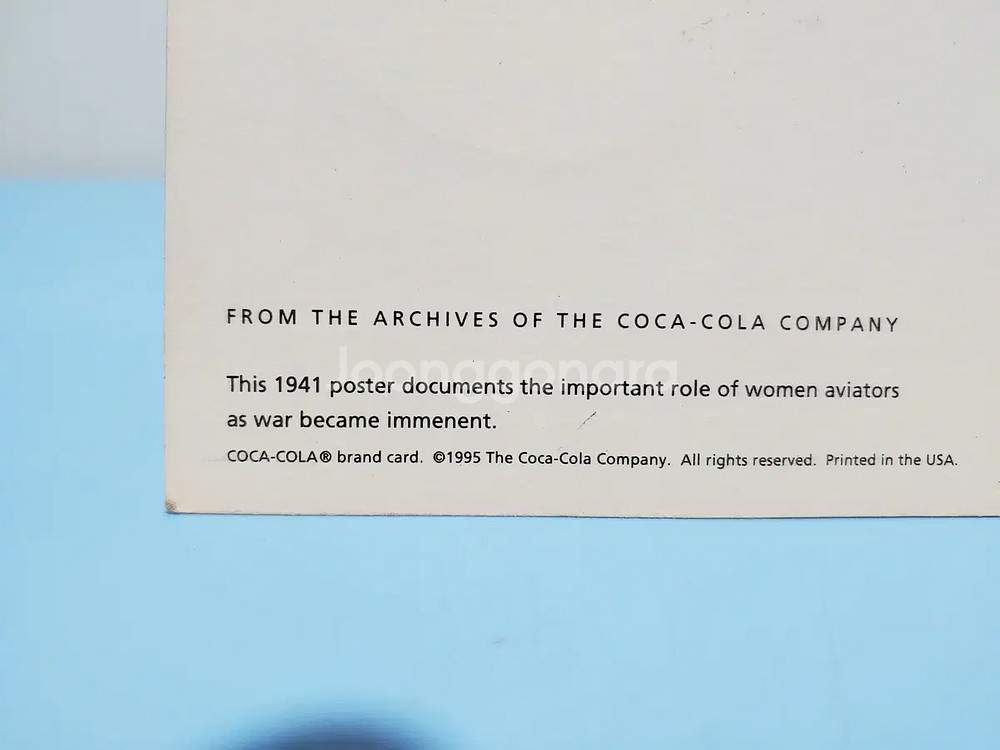 FROM THE ARCHIVES OF THE COCA-COLA COMPANY
joonggonara
This 1941 poster documents the important role of women aviators
as war became immenent.
COCA-COLA® brand card. ©1995 The Coca-Cola Company. All rights reserved. Printed in the USA.